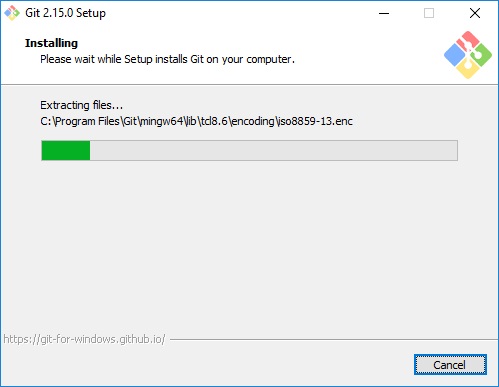 Git 2.15.0 Setup
Installing
Please wait while Setup installs Git on your computer.
Extracting files...
C:\Program Files\Git\mingw64\lib\tcl8.6\encoding\iso8859-13.enc
https://git-for-windows.github.io/
Cancel